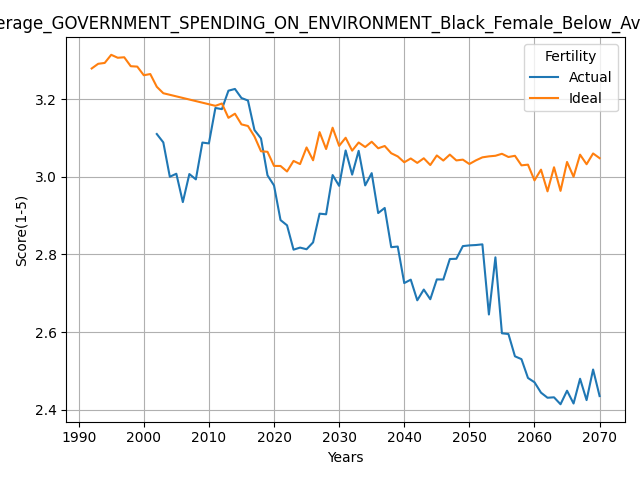 erage_GOVERNMENT_SPENDING_ON_ENVIRONMENT_Black_Female_Below_Av
Fertility
Actual
Ideal
Score(1-5)
3.2
3.0
2.8
2.6
2.4
1990 2000 2010 2020 2030 2040 2050 2060 2070
Years